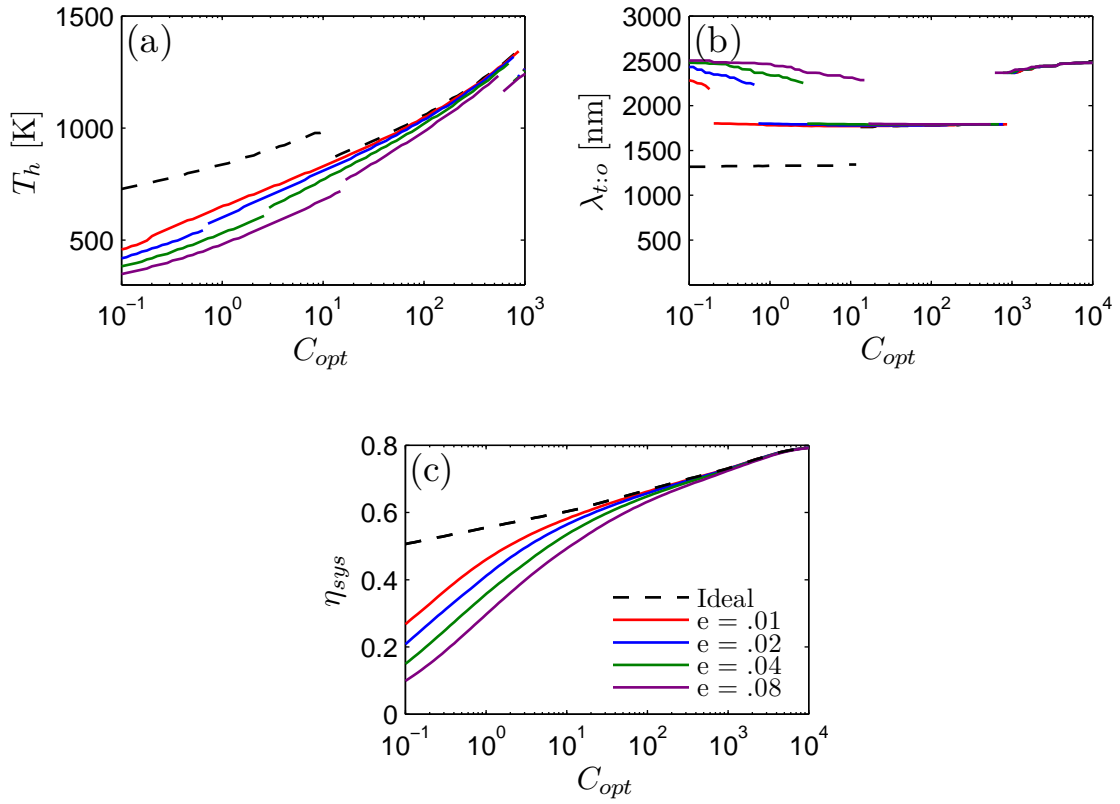 (a)
1500
1000
500
T_h [K]
10^−1 10^0 10^1 10^2 10^3
C_opt
(b)
3000
2500
2000
1500
1000
500
λ_t:o [nm]
10^−1 10^0 10^1 10^2 10^3 10^4
C_opt
(c)
0.8
0.6
0.4
0.2
0
η_sys
Ideal
e = .01
e = .02
e = .04
e = .08
10^−1 10^0 10^1 10^2 10^3 10^4
C_opt